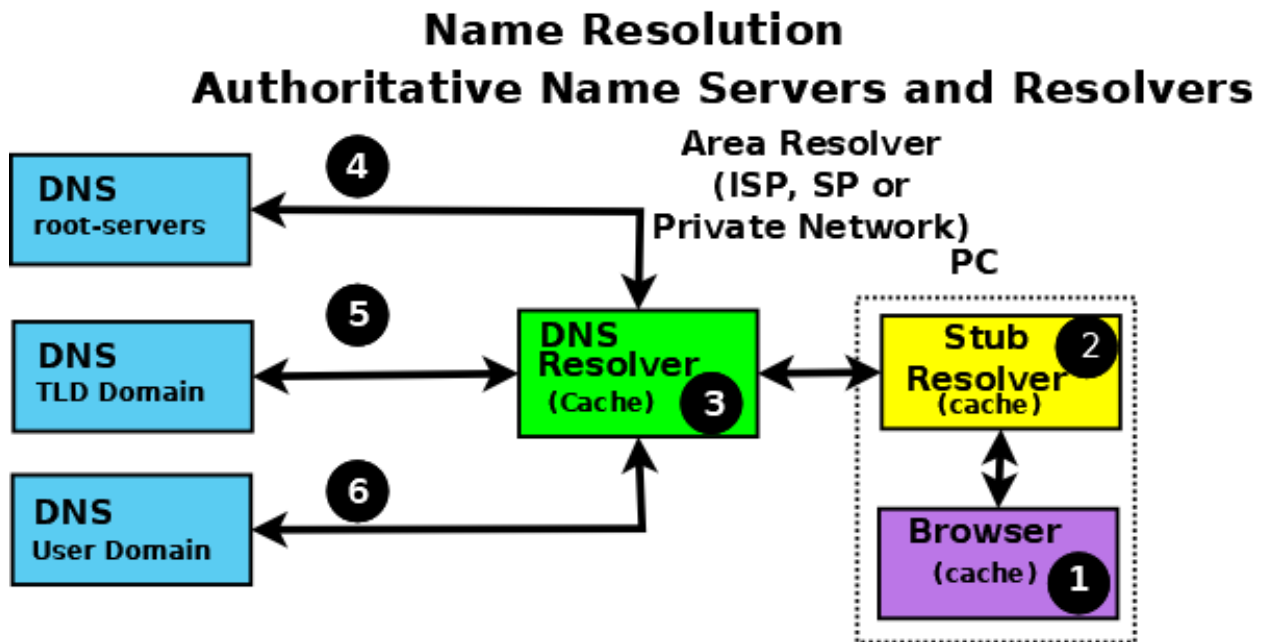 Name Resolution
Authoritative Name Servers and Resolvers
4
Area Resolver
(ISP, SP or
Private Network)
DNS
root-servers
PC
5
DNS
TLD Domain
DNS
Resolver
(Cache)
3
Stub
2
Resolver
(cache)
6
DNS
User Domain
Browser
(cache)
1